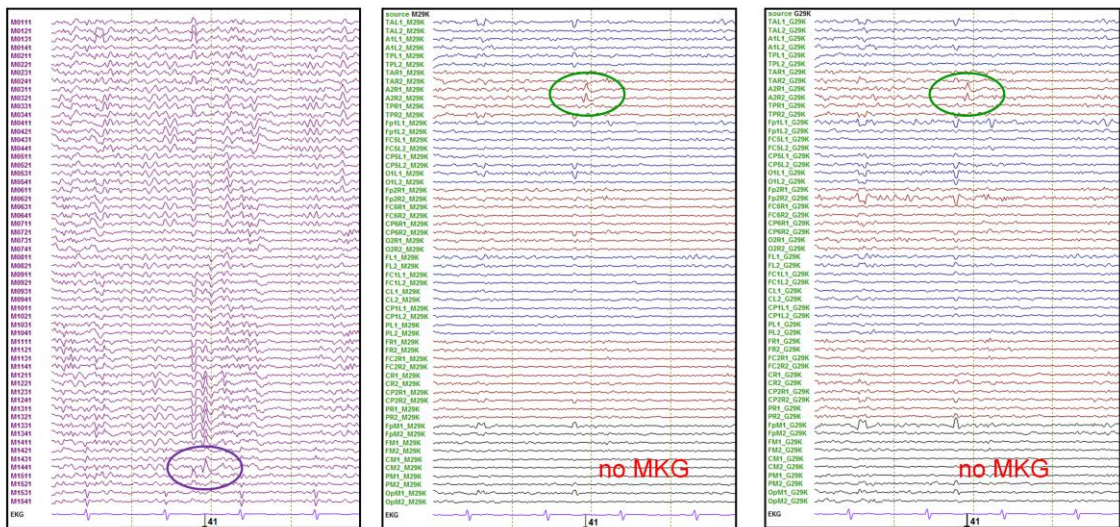 M0111
M0121
M0131
M0141
M0211
M0221
M0231
M0241
M0311
M0321
M0331
M0341
M0411
M0421
M0431
M0441
M0511
M0521
M0531
M0541
M0611
M0621
M0631
M0641
M0711
M0721
M0731
M0741
M0811
M0821
M0911
M0921
M0931
M0941
M1011
M1021
M1031
M1041
M1111
M1121
M1131
M1141
M1211
M1221
M1231
M1241
M1311
M1321
M1331
M1341
M1411
M1421
M1431
M1441
M1511
M1521
M1531
M1541
EKG
41
source M29K
TAL1_M29K
TAL2_M29K
A1L1_M29K
A1L2_M29K
TPL1_M29K
TPL2_M29K
TAR1_M29K
TAR2_M29K
A2R1_M29K
A2R2_M29K
TPR1_M29K
TPR2_M29K
Fp1L1_M29K
Fp1L2_M29K
FC5L1_M29K
FC5L2_M29K
CP5L1_M29K
CP5L2_M29K
O1L1_M29K
O1L2_M29K
Fp2R1_M29K
Fp2R2_M29K
FC6R1_M29K
FC6R2_M29K
CP6R1_M29K
CP6R2_M29K
O2R1_M29K
O2R2_M29K
FL1_M29K
FL2_M29K
FC1L1_M29K
FC1L2_M29K
CL1_M29K
CL2_M29K
CP1L1_M29K
CP1L2_M29K
PL1_M29K
PL2_M29K
FR1_M29K
FR2_M29K
FC2R1_M29K
FC2R2_M29K
CR1_M29K
CR2_M29K
CP2R1_M29K
CP2R2_M29K
PR1_M29K
PR2_M29K
FpM1_M29K
FpM2_M29K
FM1_M29K
FM2_M29K
CM1_M29K
CM2_M29K
PM1_M29K
PM2_M29K
OpM1_M29K
OpM2_M29K
no MKG
EKG
41
source G29K
TAL1_G29K
TAL2_G29K
A1L1_G29K
A1L2_G29K
TPL1_G29K
TPL2_G29K
TAR1_G29K
TAR2_G29K
A2R1_G29K
A2R2_G29K
TPR1_G29K
TPR2_G29K
Fp1L1_G29K
Fp1L2_G29K
FC5L1_G29K
FC5L2_G29K
CP5L1_G29K
CP5L2_G29K
O1L1_G29K
O1L2_G29K
Fp2R1_G29K
Fp2R2_G29K
FC6R1_G29K
FC6R2_G29K
CP6R1_G29K
CP6R2_G29K
O2R1_G29K
O2R2_G29K
FL1_G29K
FL2_G29K
FC1L1_G29K
FC1L2_G29K
CL1_G29K
CL2_G29K
CP1L1_G29K
CP1L2_G29K
PL1_G29K
PL2_G29K
FR1_G29K
FR2_G29K
FC2R1_G29K
FC2R2_G29K
CR1_G29K
CR2_G29K
CP2R1_G29K
CP2R2_G29K
PR1_G29K
PR2_G29K
FpM1_G29K
FpM2_G29K
FM1_G29K
FM2_G29K
CM1_G29K
CM2_G29K
PM1_G29K
PM2_G29K
OpM1_G29K
OpM2_G29K
no MKG
EKG
41